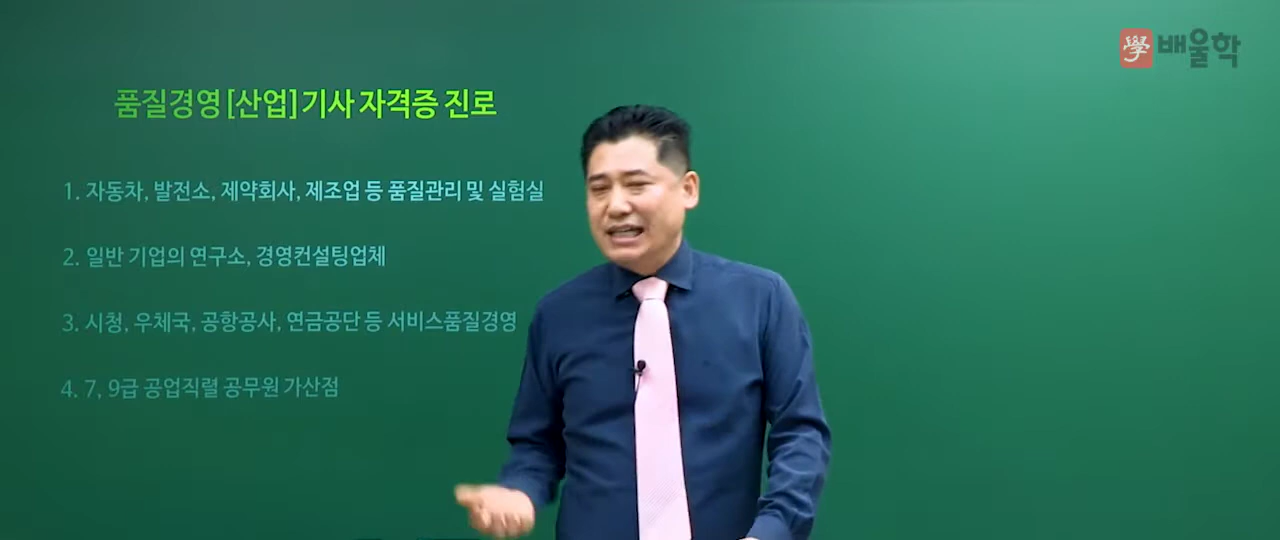 學 배울학
품질경영 [산업] 기사 자격증 진로
1. 자동차, 발전소, 제약회사, 제조업 등 품질관리 및 실험실
2. 일반 기업의 연구소, 경영컨설팅업체
3. 시청, 우체국, 공항공사, 연금공단 등 서비스품질경영
4. 7, 9급 공업직렬 공무원 가산점